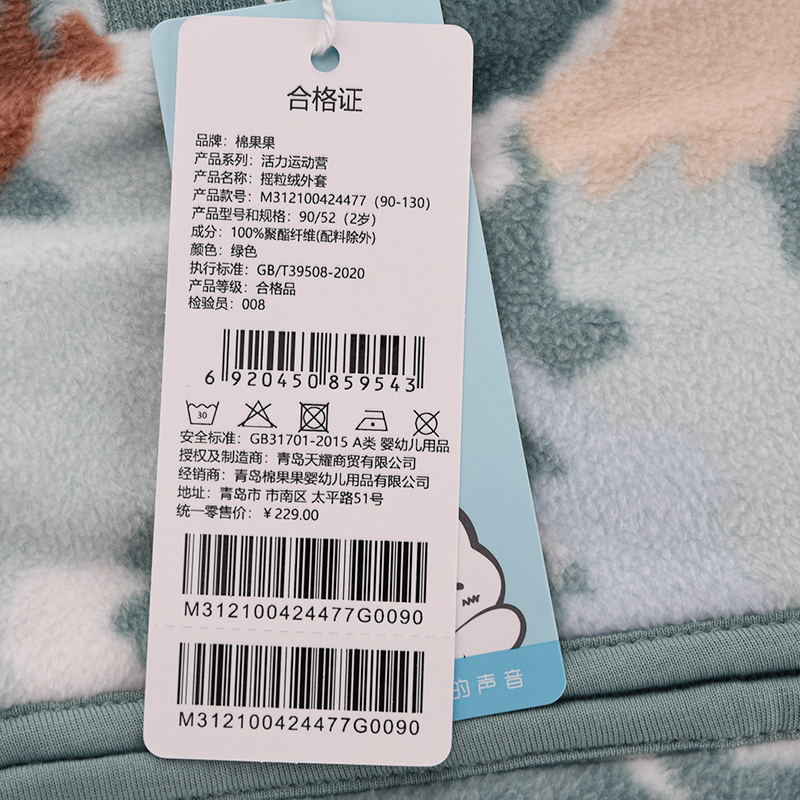 合格证
品牌：棉果果
产品系列：活力运动营
产品名称：摇粒绒外套
产品款号：M312100424477（90-130）
产品型号和规格：90/52（2岁）
成分：100%聚酯纤维(配料除外)
颜色：绿色
执行标准：GB/T39508-2020
产品等级：合格品
检验员：008
6 920450 859543
30
安全标准：GB31701-2015 A类 婴幼儿用品
授权及制造商：青岛天耀商贸有限公司
经销商：青岛棉果果婴幼儿用品有限公司
地址：青岛市 市南区 太平路51号
统一零售价：￥229.00
M312100424477G0090
M312100424477G0090
的声音